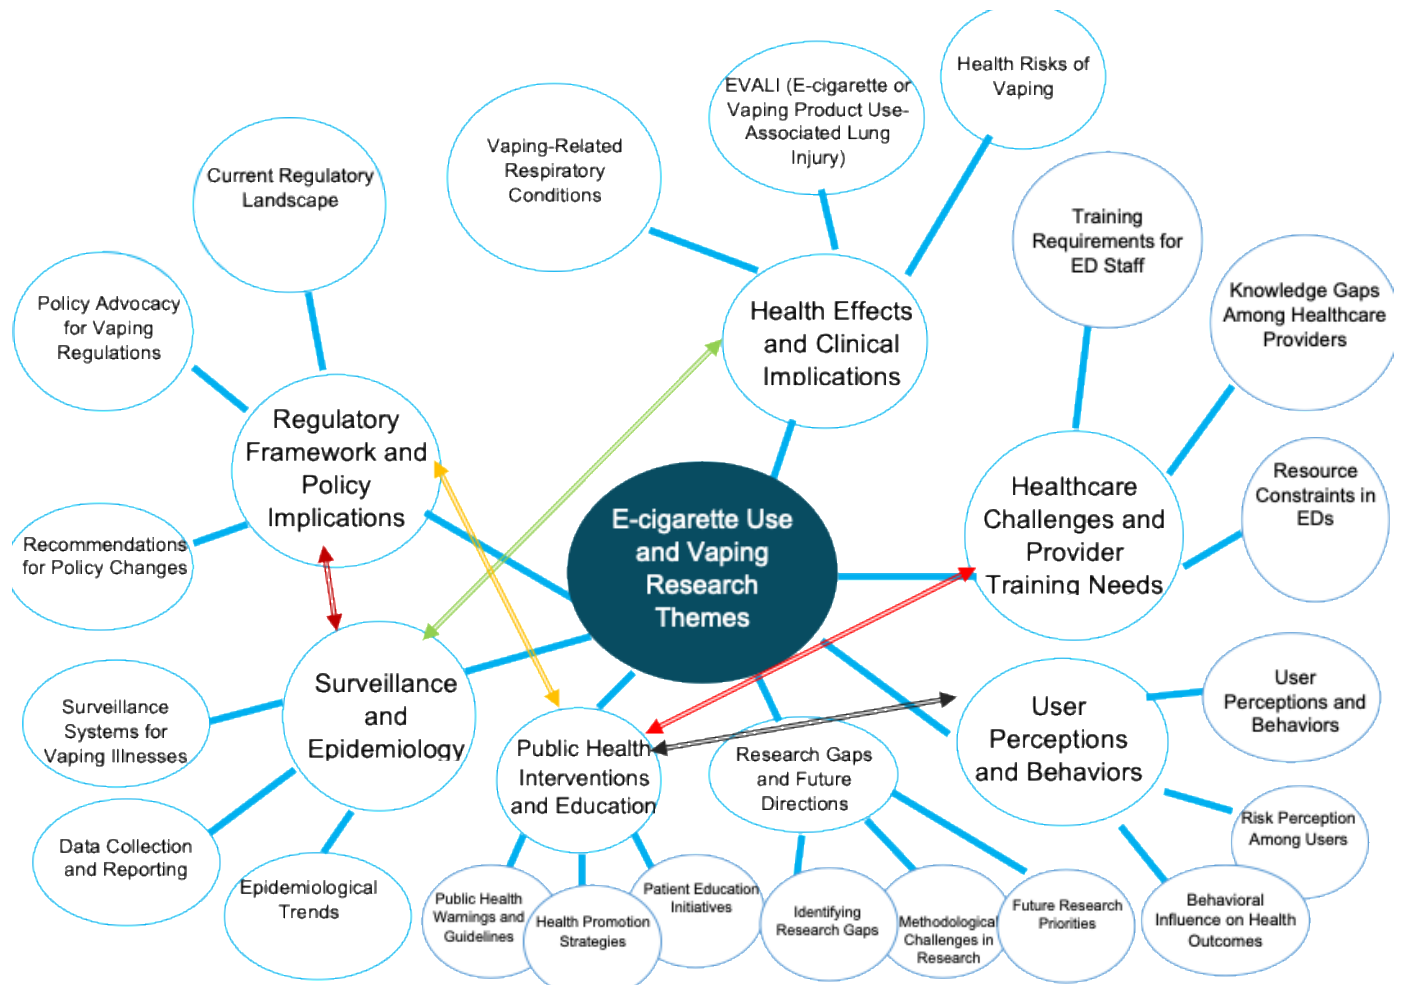 Health Risks of
Vaping
EVALI (E-cigarette or
Vaping Product Use-
Associated Lung
Injury)
Vaping-Related
Respiratory
Conditions
Current Regulatory
Landscape
Training
Requirements for
ED Staff
Policy Advocacy
for Vaping
Regulations
Knowledge Gaps
Among Healthcare
Providers
Health Effects
and Clinical
Implications
Regulatory
Framework and
Policy
Implications
Healthcare
Challenges and
Provider
Training Needs
Resource
Constraints in
EDs
E-cigarette Use
and Vaping
Research
Themes
Recommendations
for Policy Changes
Surveillance
and
Epidemiology
User
Perceptions
and Behaviors
User
Perceptions and
Behaviors
Surveillance
Systems for
Vaping Illnesses
Public Health
Interventions
and Education
Research Gaps
and Future
Directions
Risk Perception
Among Users
Data Collection
and Reporting
Epidemiological
Trends
Public Health
Warnings and
Guidelines
Health Promotion
Strategies
Patient Education
Initiatives
Identifying
Research Gaps
Methodological
Challenges in
Research
Future Research
Priorities
Behavioral
Influence on Health
Outcomes